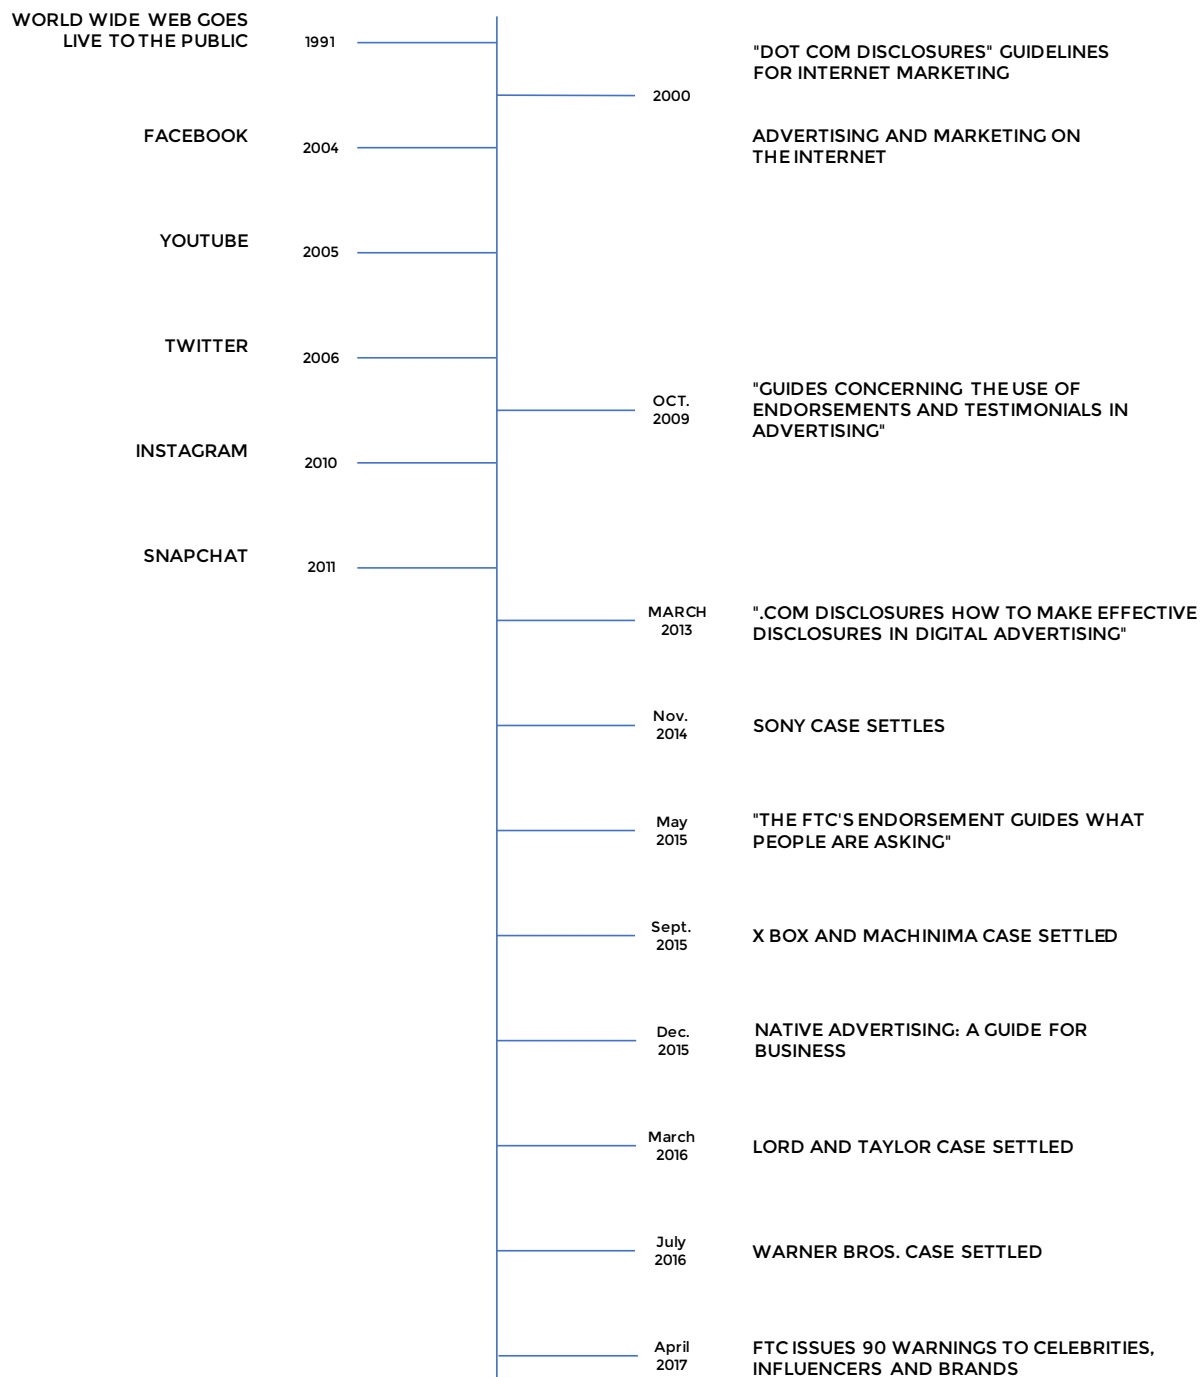 WORLD WIDE WEB GOES
LIVE TO THE PUBLIC
1991
"DOT COM DISCLOSURES" GUIDELINES
FOR INTERNET MARKETING
2000
ADVERTISING AND MARKETING ON
THE INTERNET
FACEBOOK
2004
YOUTUBE
2005
TWITTER
2006
OCT.
2009
"GUIDES CONCERNING THE USE OF
ENDORSEMENTS AND TESTIMONIALS IN
ADVERTISING"
INSTAGRAM
2010
SNAPCHAT
2011
MARCH
2013
".COM DISCLOSURES HOW TO MAKE EFFECTIVE
DISCLOSURES IN DIGITAL ADVERTISING"
Nov.
2014
SONY CASE SETTLES
May
2015
"THE FTC'S ENDORSEMENT GUIDES WHAT
PEOPLE ARE ASKING"
Sept.
2015
X BOX AND MACHINIMA CASE SETTLED
Dec.
2015
NATIVE ADVERTISING: A GUIDE FOR
BUSINESS
March
2016
LORD AND TAYLOR CASE SETTLED
July
2016
WARNER BROS. CASE SETTLED
April
2017
FTC ISSUES 90 WARNINGS TO CELEBRITIES,
INFLUENCERS AND BRANDS